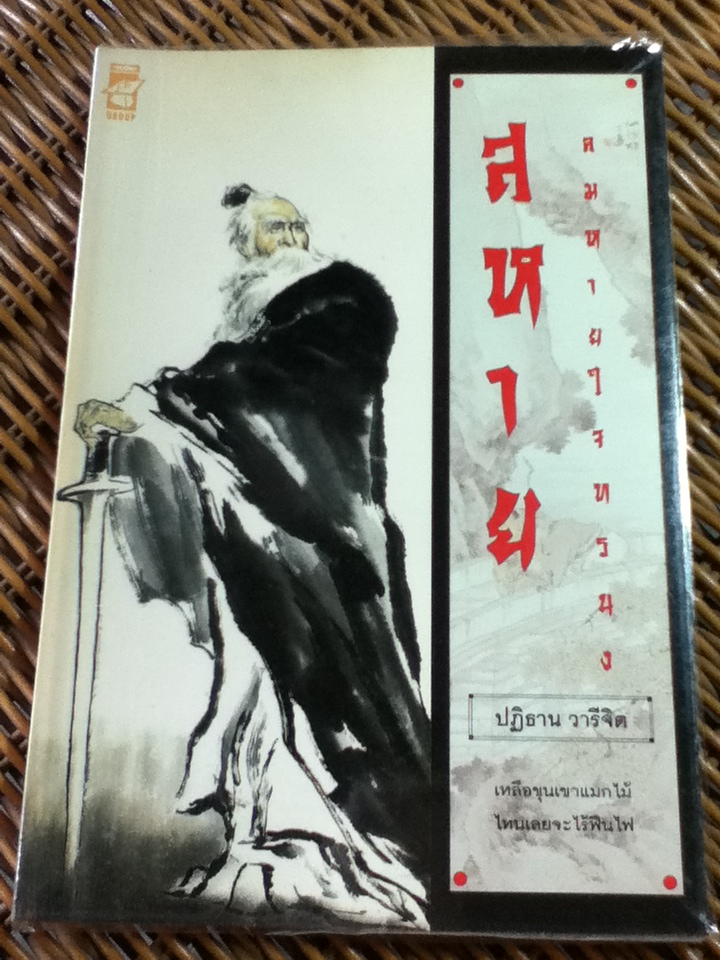 GROUP
สหาย
ลมหายใจทรนง
ปฏิธาน วารีจิต
เหลือขุนเขาแมกไม้
ไหนเลยจะไร้ฟืนไฟ